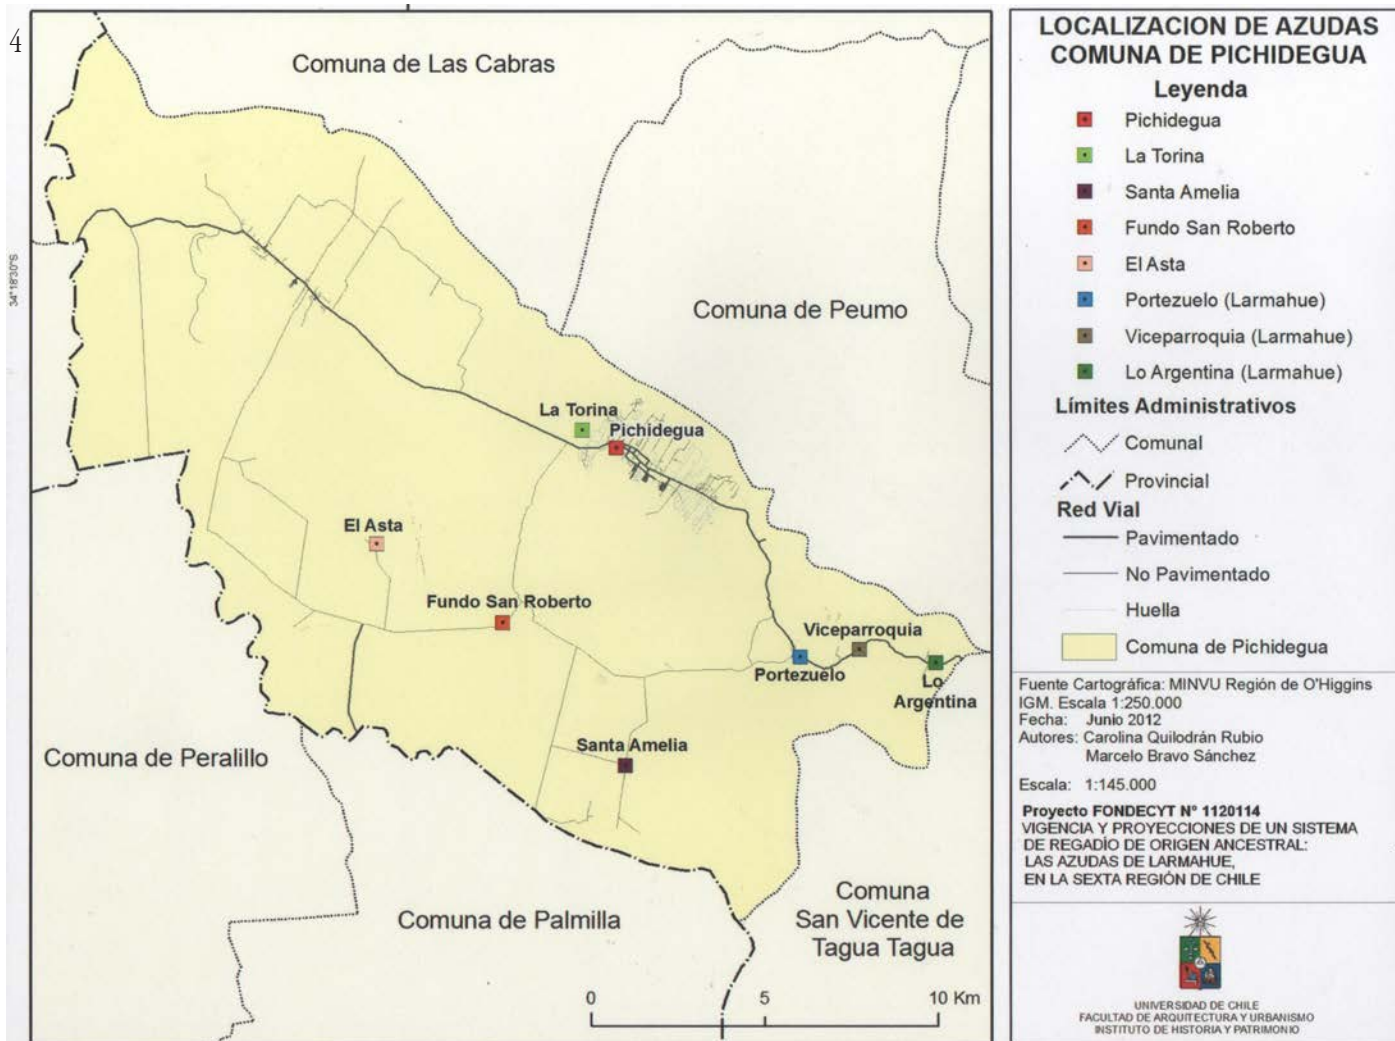 4
34°18'30"S
Comuna de Las Cabras
Comuna de Peumo
La Torina
Pichidegua
El Asta
Fundo San Roberto
Viceparroquia
Portezuelo
Lo
Argentina
Santa Amelia
Comuna de Peralillo
Comuna de Palmilla
Comuna
San Vicente de
Tagua Tagua
0 5 10 Km
LOCALIZACION DE AZUDAS
COMUNA DE PICHIDEGUA
Leyenda
Pichidegua
La Torina
Santa Amelia
Fundo San Roberto
El Asta
Portezuelo (Larmahue)
Viceparroquia (Larmahue)
Lo Argentina (Larmahue)
Límites Administrativos
Comunal
Provincial
Red Vial
Pavimentado
No Pavimentado
Huella
Comuna de Pichidegua
Fuente Cartográfica: MINVU Región de O'Higgins
IGM. Escala 1:250.000
Fecha: Junio 2012
Autores: Carolina Quilodrán Rubio
Marcelo Bravo Sánchez
Escala: 1:145.000
Proyecto FONDECYT N° 1120114
VIGENCIA Y PROYECCIONES DE UN SISTEMA
DE REGADÍO DE ORIGEN ANCESTRAL:
LAS AZUDAS DE LARMAHUE,
EN LA SEXTA REGIÓN DE CHILE
UNIVERSIDAD DE CHILE
FACULTAD DE ARQUITECTURA Y URBANISMO
INSTITUTO DE HISTORIA Y PATRIMONIO